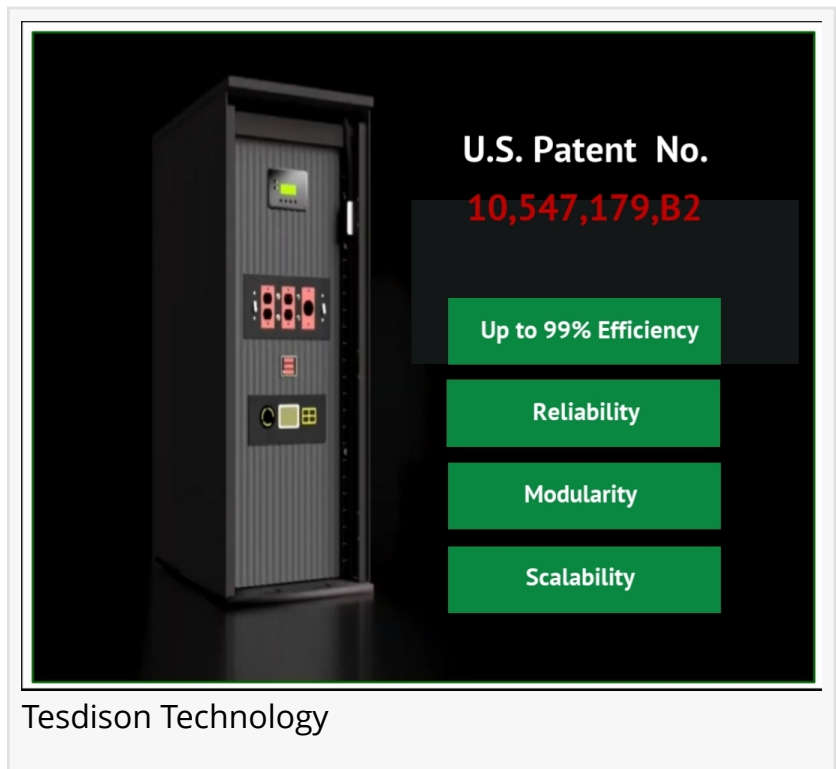 U.S. Patent No.
10,547,179,B2
Up to 99% Efficiency
Reliability
Modularity
Scalability
Tesdison Technology